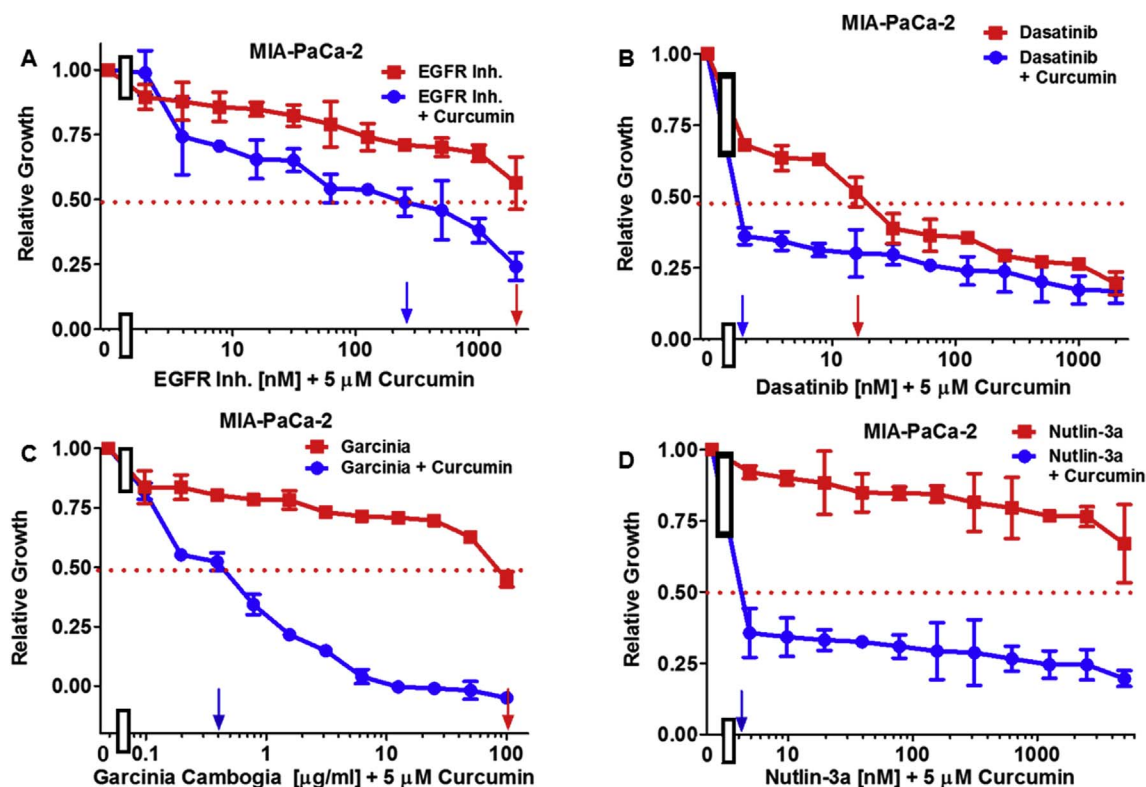 A
MIA-PaCa-2
EGFR Inh.
EGFR Inh.
+ Curcumin
Relative Growth
1.00
0.75
0.50
0.25
0.00
0 10 100 1000
EGFR Inh. [nM] + 5 μM Curcumin
B
MIA-PaCa-2
Dasatinib
Dasatinib
+ Curcumin
Relative Growth
1.00
0.75
0.50
0.25
0.00
0 10 100 1000
Dasatinib [nM] + 5 μM Curcumin
C
MIA-PaCa-2
Garcinia
Garcinia + Curcumin
Relative Growth
1.00
0.75
0.50
0.25
0.00
0 0.1 1 10 100
Garcinia Cambogia [μg/ml] + 5 μM Curcumin
D
MIA-PaCa-2
Nutlin-3a
Nutlin-3a
+ Curcumin
Relative Growth
1.00
0.75
0.50
0.25
0.00
0 10 100 1000
Nutlin-3a [nM] + 5 μM Curcumin